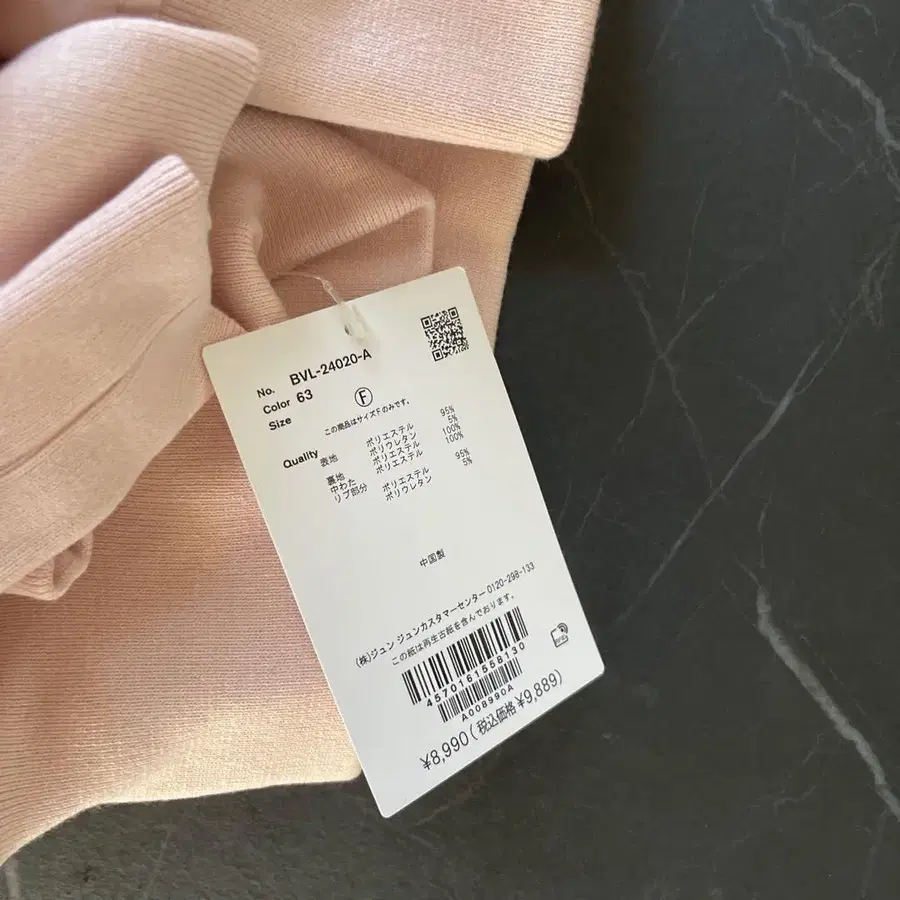 No. BVL-24020-A
Color 63
Size Ⓕ
この商品はサイズFのみです。
Quality 表地 ポリエステル 95%
ポリウレタン 5%
裏地 ポリエステル 100%
中わた ポリエステル 100%
リブ部分 ポリエステル 95%
ポリウレタン 5%
中国製
(株)ジュン ジュンカスタマーセンター 0120-298-133
この紙は再生古紙を含んでおります。
4570161558130
A008990A
¥8,990(税込価格 ¥9,889)